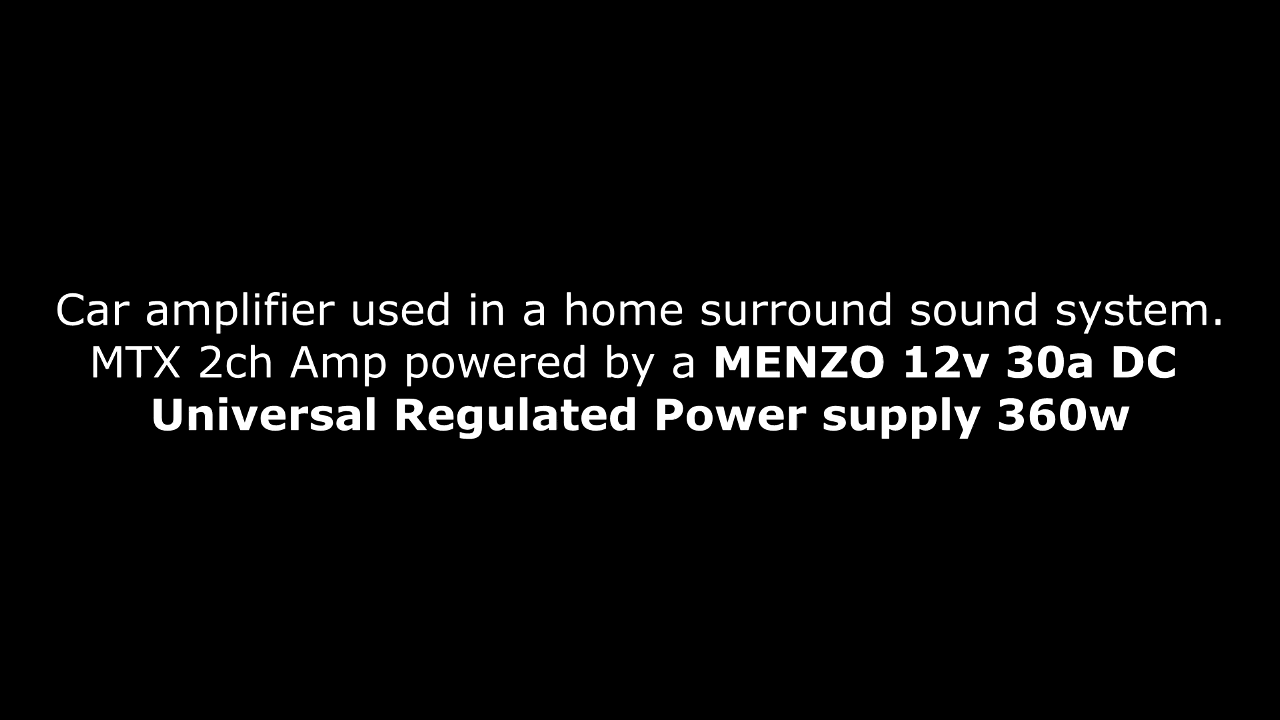 Car amplifier used in a home surround sound system.
MTX 2ch Amp powered by a MENZO 12v 30a DC
Universal Regulated Power supply 360w